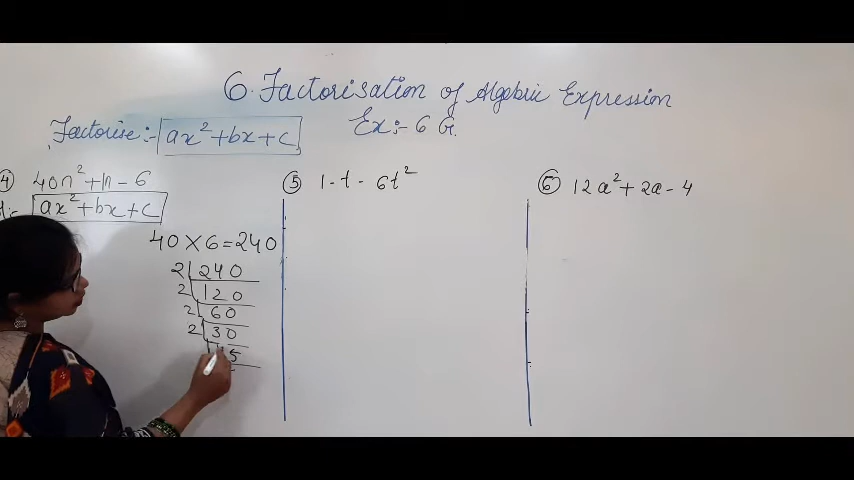 6. Factorisation of Algebric Expression
Factorise:- ax²+bx+c Ex:- 6 G.
④ 40n²+n-6
ax²+bx+c
40×6=240
2 240
2 120
2 60
2 30
15
⑤ 1-t-6t²
⑥ 12a²+2a-4